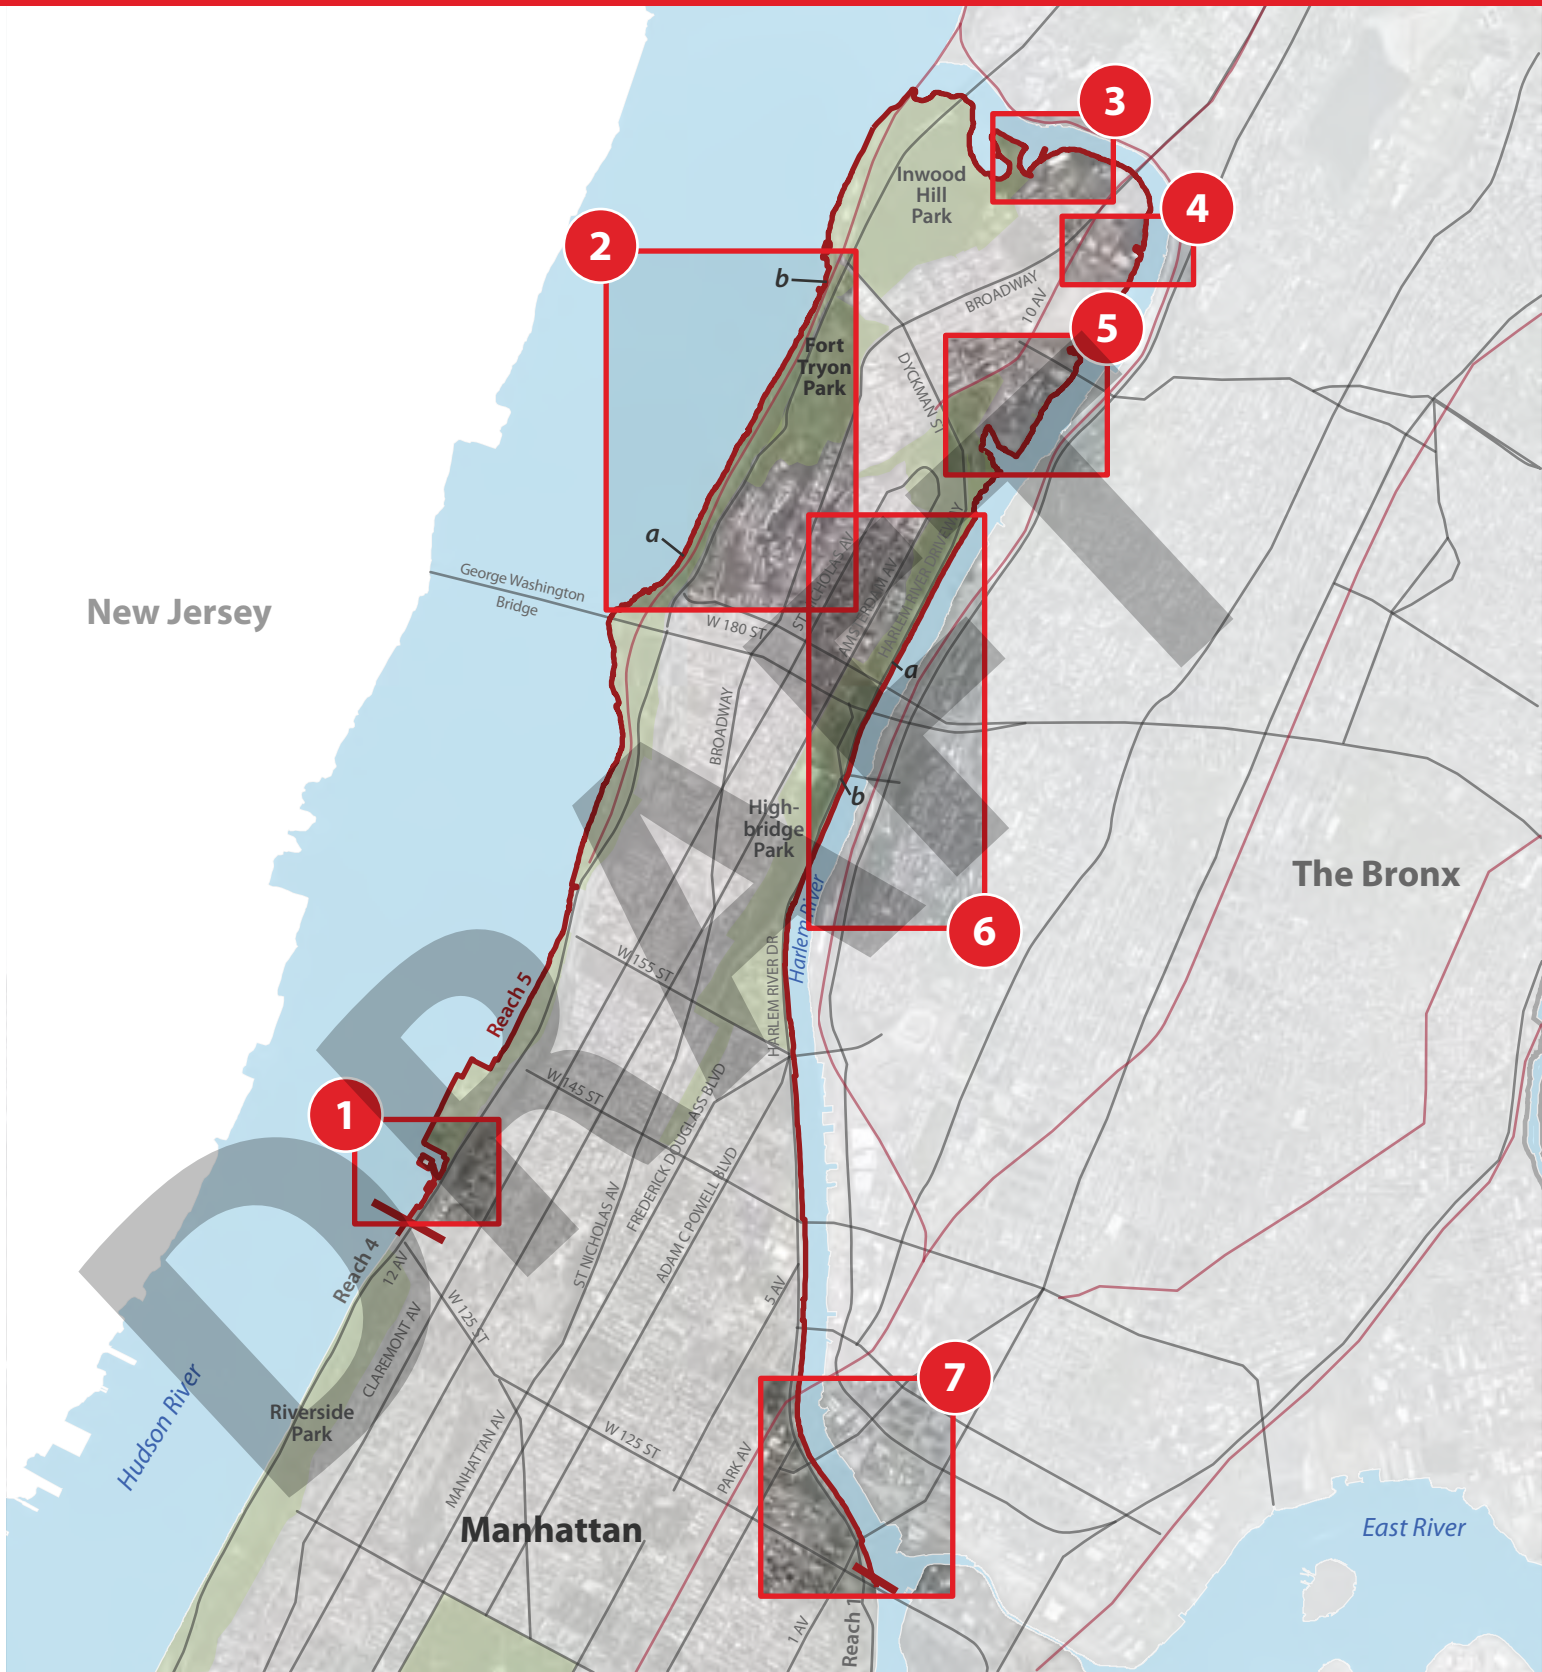 3
Inwood
Hill
Park
4
2
b
BROADWAY
10 AV
5
Fort
Tryon
Park
DYCKMAN ST
a
George Washington
Bridge
New Jersey
W 180 ST
ST NICHOLAS AV
AMSTERDAM AV
HARLEM RIVER DRIVEWAY
a
BROADWAY
b
High-
bridge
Park
The Bronx
6
Harlem River
HARLEM RIVER DR
W 155 ST
Reach 5
W 145 ST
1
FREDERICK DOUGLASS BLVD
ADAM C POWELL BLVD
ST NICHOLAS AV
Reach 4
12 AV
W 125 ST
5 AV
CLAREMONT AV
7
Hudson River
Riverside
Park
MANHATTAN AV
W 125 ST
PARK AV
Manhattan
East River
1 AV
Reach 1
DRAFT